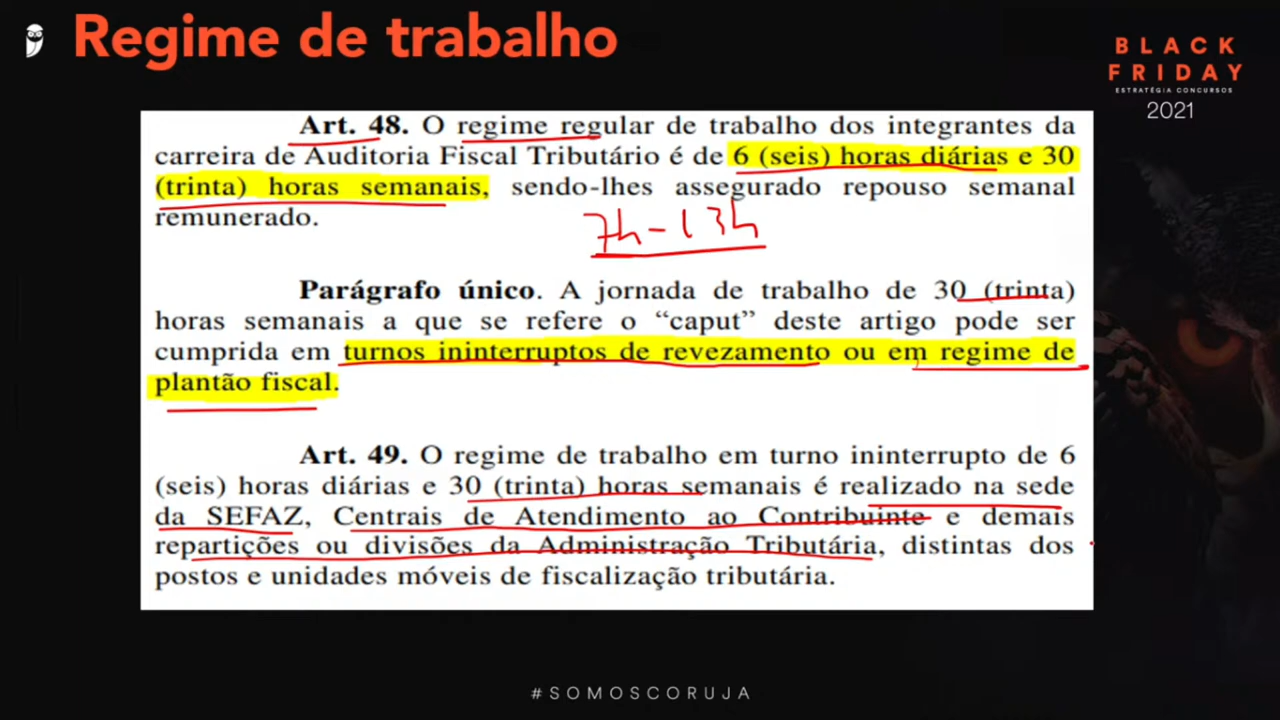 Regime de trabalho
BLACK
FRIDAY
ESTRATÉGIA CONCURSOS
2021
Art. 48. O regime regular de trabalho dos integrantes da
carreira de Auditoria Fiscal Tributário é de 6 (seis) horas diárias e 30
(trinta) horas semanais, sendo-lhes assegurado repouso semanal
remunerado.
7h - 13h
Parágrafo único. A jornada de trabalho de 30 (trinta)
horas semanais a que se refere o “caput” deste artigo pode ser
cumprida em turnos ininterruptos de revezamento ou em regime de
plantão fiscal.
Art. 49. O regime de trabalho em turno ininterrupto de 6
(seis) horas diárias e 30 (trinta) horas semanais é realizado na sede
da SEFAZ, Centrais de Atendimento ao Contribuinte e demais
repartições ou divisões da Administração Tributária, distintas dos
postos e unidades móveis de fiscalização tributária.
#SOMOSCORUJA